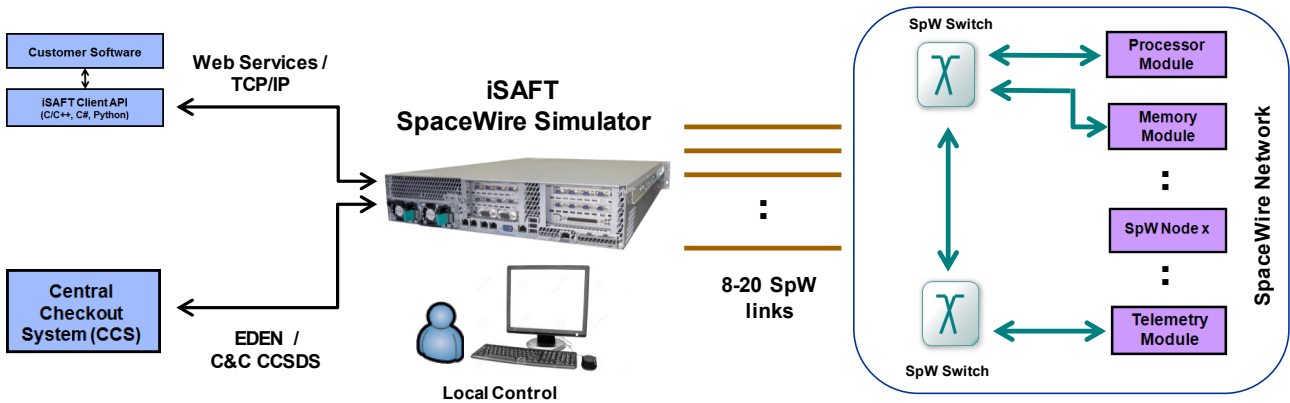 Customer Software
iSAFT Client API
(C/C++, C#, Python)
Web Services /
TCP/IP
Central
Checkout
System (CCS)
EDEN /
C&C CCSDS
iSAFT
SpaceWire Simulator
Local Control
:
8-20 SpW
links
SpW Switch
SpW Switch
Processor
Module
Memory
Module
:
SpW Node x
:
Telemetry
Module
SpaceWire Network